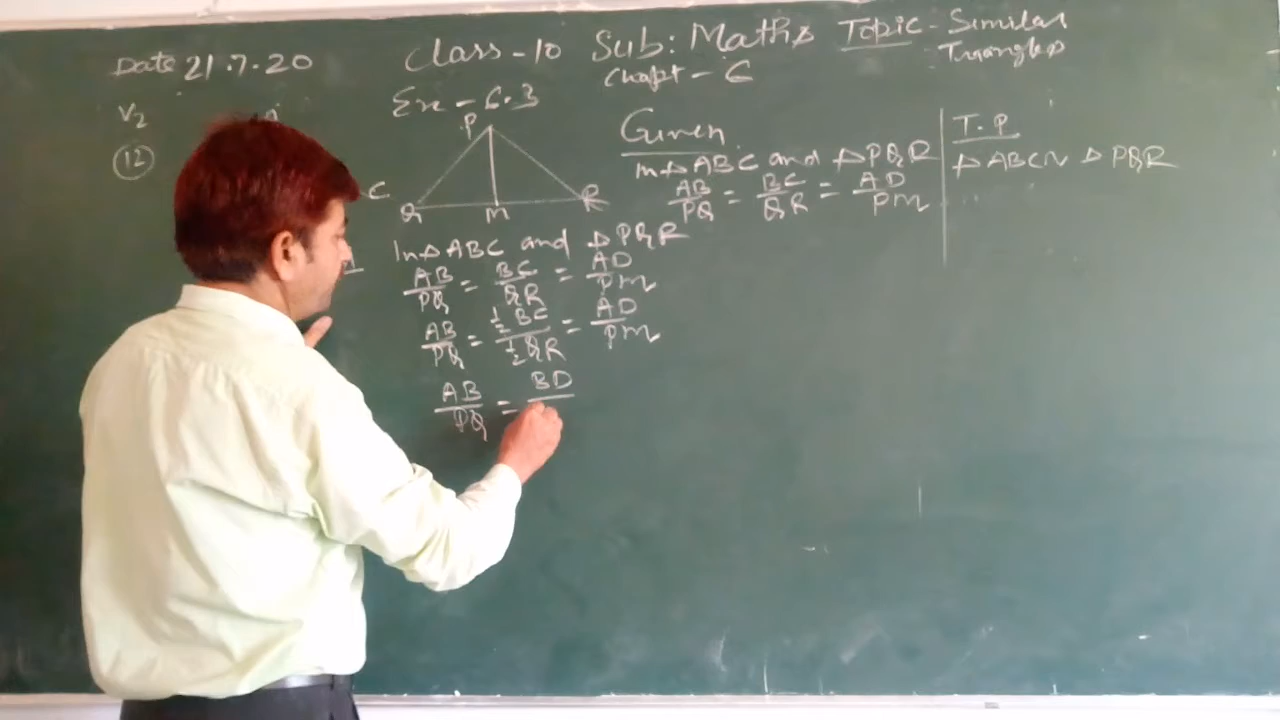 Date 21.7.20
Class-10 Sub: Maths Topic - Similar
Triangles
Chapt - 6
V2
Ex - 6.3
(12)
P
C
Q M R
Given
In △ABC and △PQR
AB/PQ = BC/QR = AD/PM
T.P
△ABC ~ △PQR
In △ABC and △PQR
AB/PQ = BC/QR = AD/PM
AB/PQ = ½BC/½QR = AD/PM
AB/PQ = BD